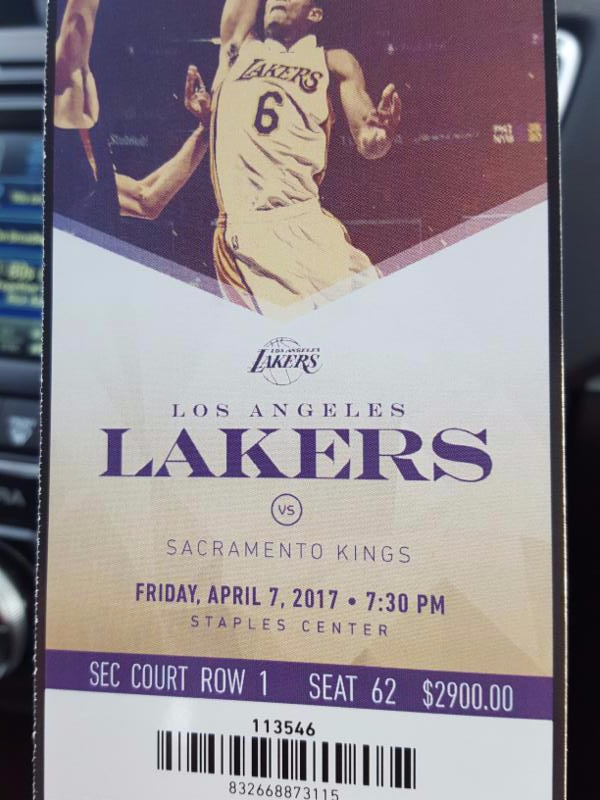 LAKERS
6
StubHub!
LOS ANGELES
LAKERS
LOS ANGELES
LAKERS
VS
SACRAMENTO KINGS
FRIDAY, APRIL 7, 2017 • 7:30 PM
STAPLES CENTER
SEC COURT ROW 1 SEAT 62 $2900.00
113546
832668873115